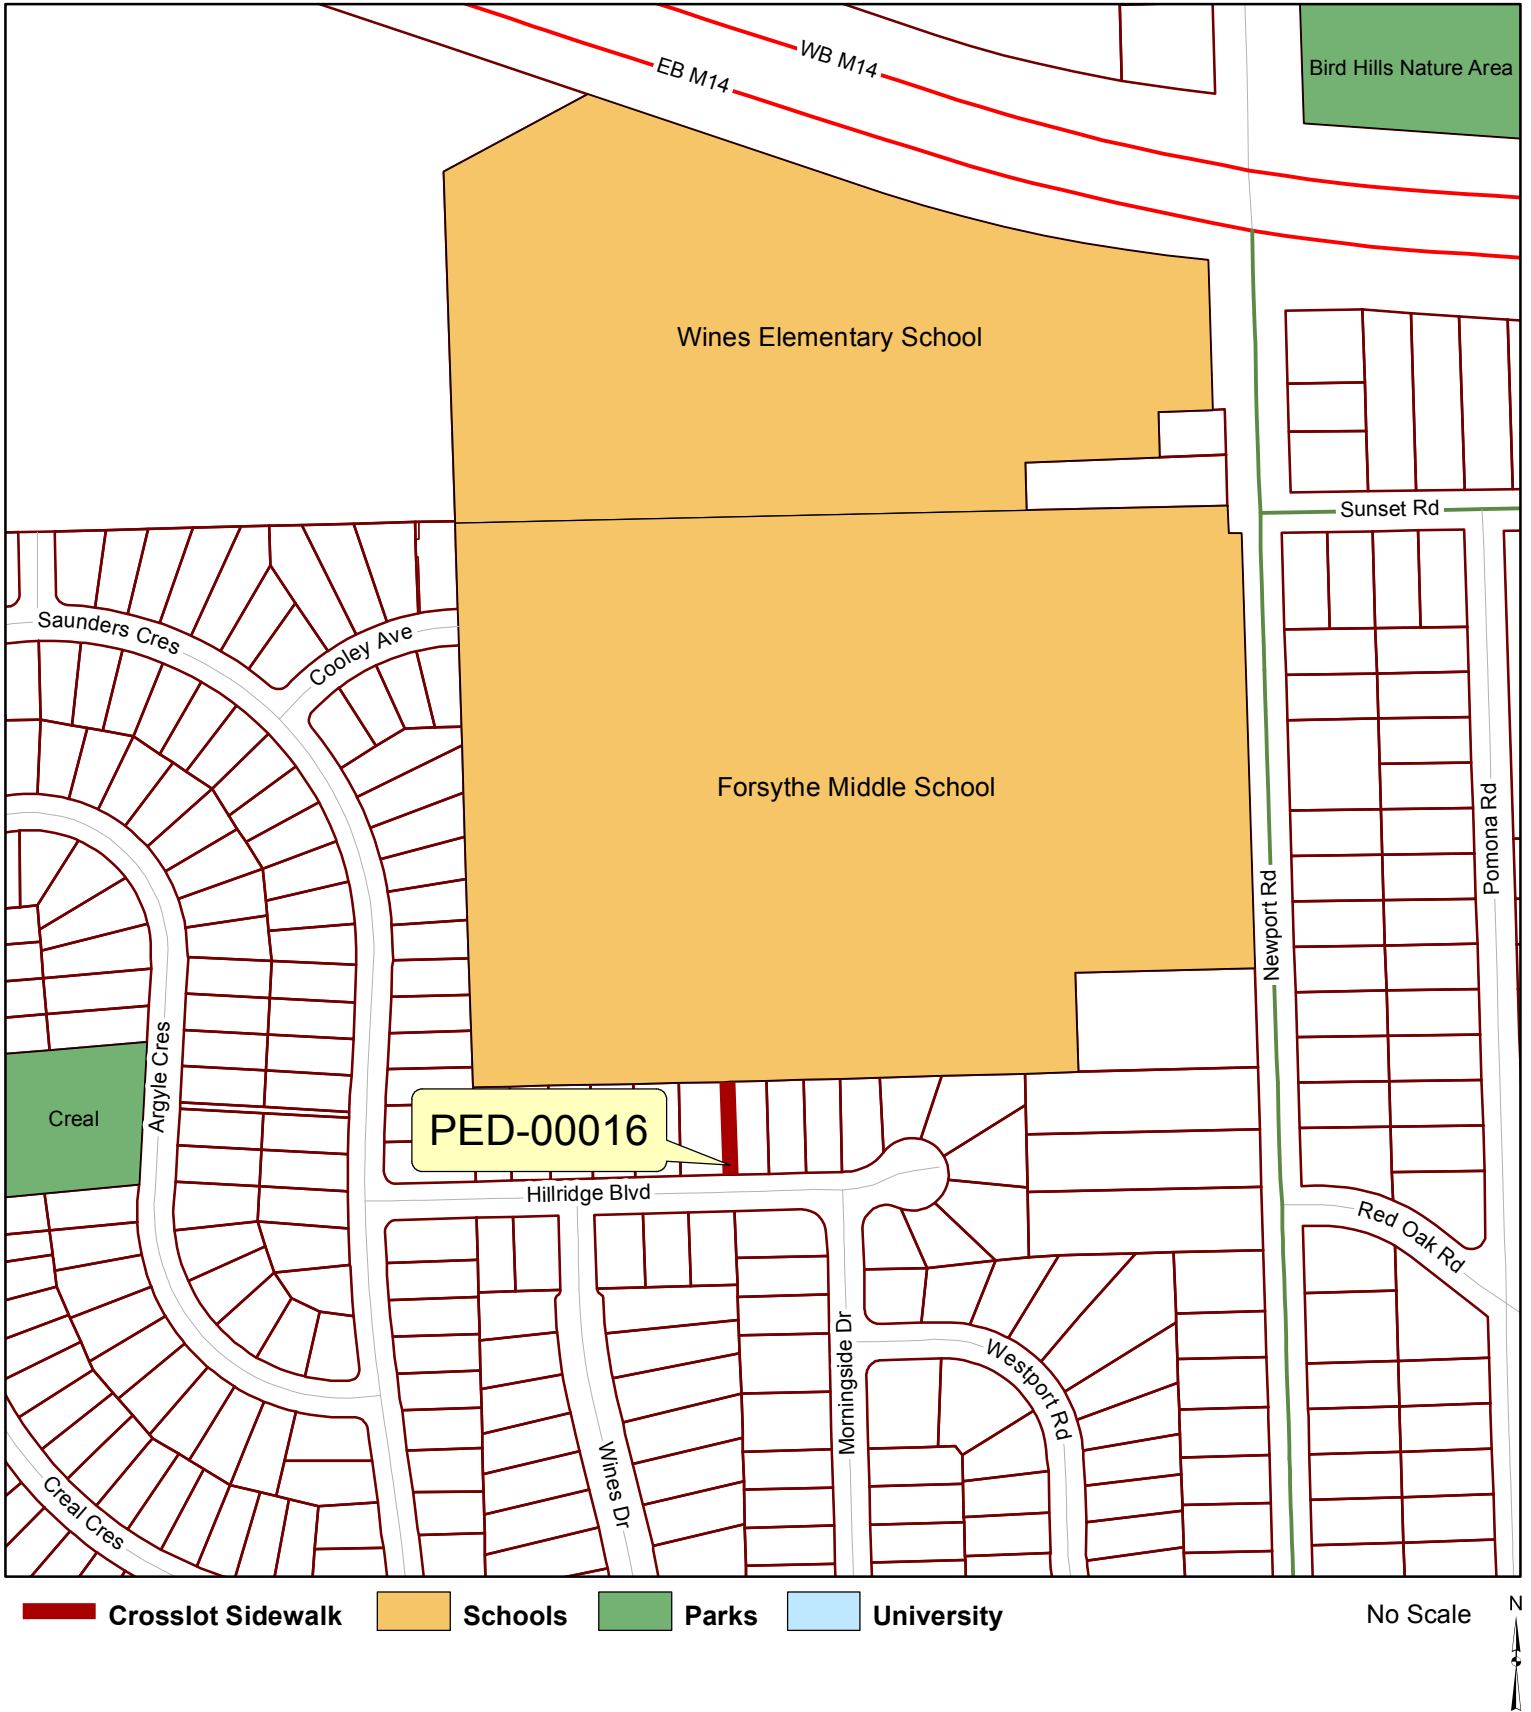 WB M14
EB M14
Bird Hills Nature Area
Wines Elementary School
Sunset Rd
Saunders Cres
Cooley Ave
Forsythe Middle School
Pomona Rd
Newport Rd
Argyle Cres
Creal
PED-00016
Hillridge Blvd
Red Oak Rd
Morningside Dr
Westport Rd
Wines Dr
Creal Cres
Crosslot Sidewalk
Schools
Parks
University
No Scale
N